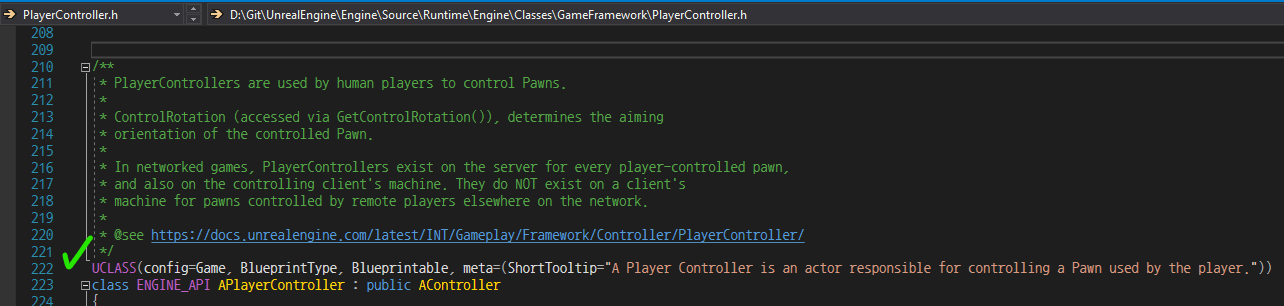 PlayerController.h
D:\Git\UnrealEngine\Engine\Source\Runtime\Engine\Classes\GameFramework\PlayerController.h
208
209
210 /**
211 * PlayerControllers are used by human players to control Pawns.
212 *
213 * ControlRotation (accessed via GetControlRotation()), determines the aiming
214 * orientation of the controlled Pawn.
215 *
216 * In networked games, PlayerControllers exist on the server for every player-controlled pawn,
217 * and also on the controlling client's machine. They do NOT exist on a client's
218 * machine for pawns controlled by remote players elsewhere on the network.
219 *
220 * @see https://docs.unrealengine.com/latest/INT/Gameplay/Framework/Controller/PlayerController/
221 */
222 UCLASS(config=Game, BlueprintType, Blueprintable, meta=(ShortTooltip="A Player Controller is an actor responsible for controlling a Pawn used by the player."))
223 class ENGINE_API APlayerController : public AController
224 {